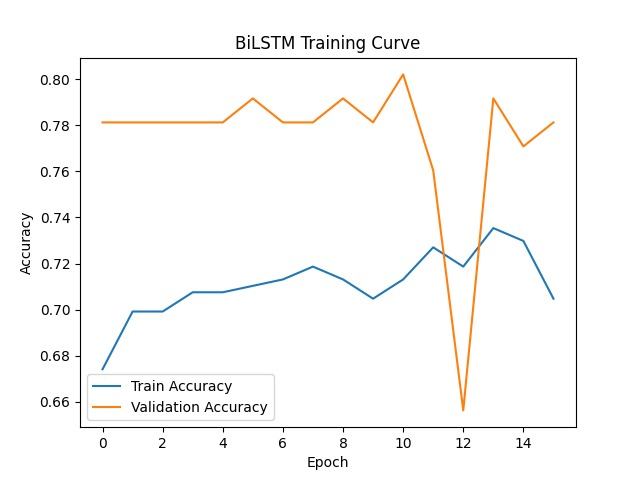 BiLSTM Training Curve
Accuracy
0.80
0.78
0.76
0.74
0.72
0.70
0.68
0.66
Train Accuracy
Validation Accuracy
0 2 4 6 8 10 12 14
Epoch